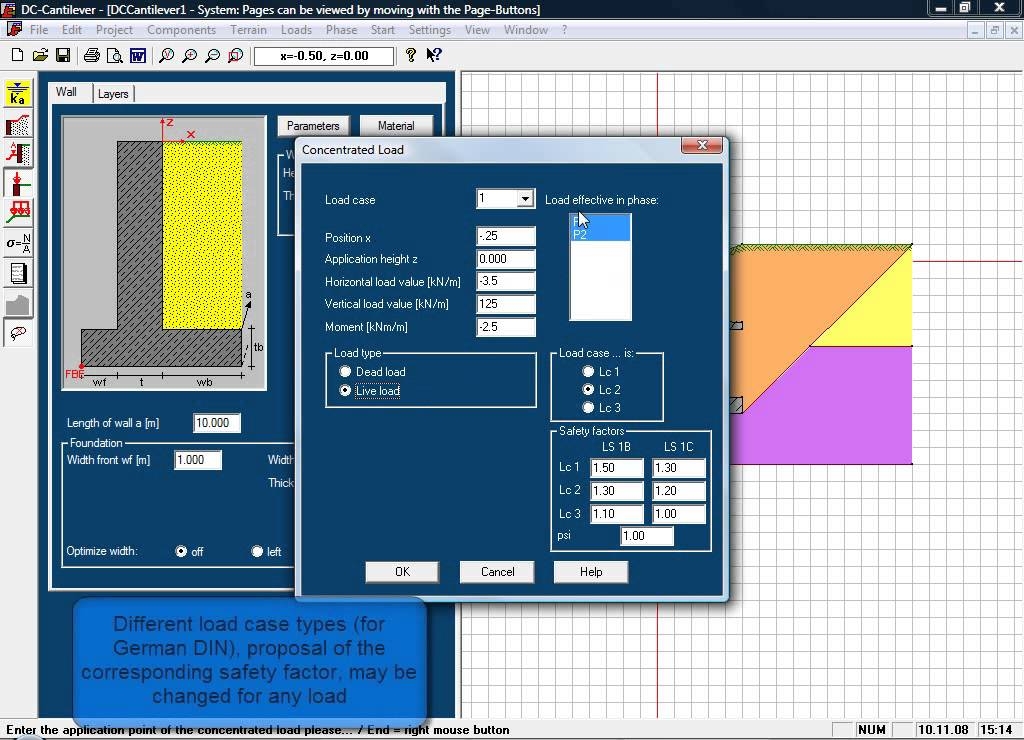 DC-Cantilever - [DCCantilever1 - System: Pages can be viewed by moving with the Page-Buttons]
File Edit Project Components Terrain Loads Phase Start Settings View Window ?
x=-0.50, z=0.00
Ka
Wall Layers
Parameters Material
z
x
a
tb
FBE
wf t wb
Length of wall a [m] 10.000
Foundation
Width front wf [m] 1.000
Width
Thick
Optimize width: off left
W
He
Th
σ=N/A
Concentrated Load
Load case 1 Load effective in phase:
P2
Position x -.25
Application height z 0.000
Horizontal load value [kN/m] -3.5
Vertical load value [kN/m] 125
Moment [kNm/m] -2.5
Load type
Dead load
Live load
Load case ... is:
Lc 1
Lc 2
Lc 3
Safety factors
LS 1B LS 1C
Lc 1 1.50 1.30
Lc 2 1.30 1.20
Lc 3 1.10 1.00
psi 1.00
OK Cancel Help
Different load case types (for
German DIN), proposal of the
corresponding safety factor, may be
changed for any load
Enter the application point of the concentrated load please... / End = right mouse button
NUM 10.11.08 15:14